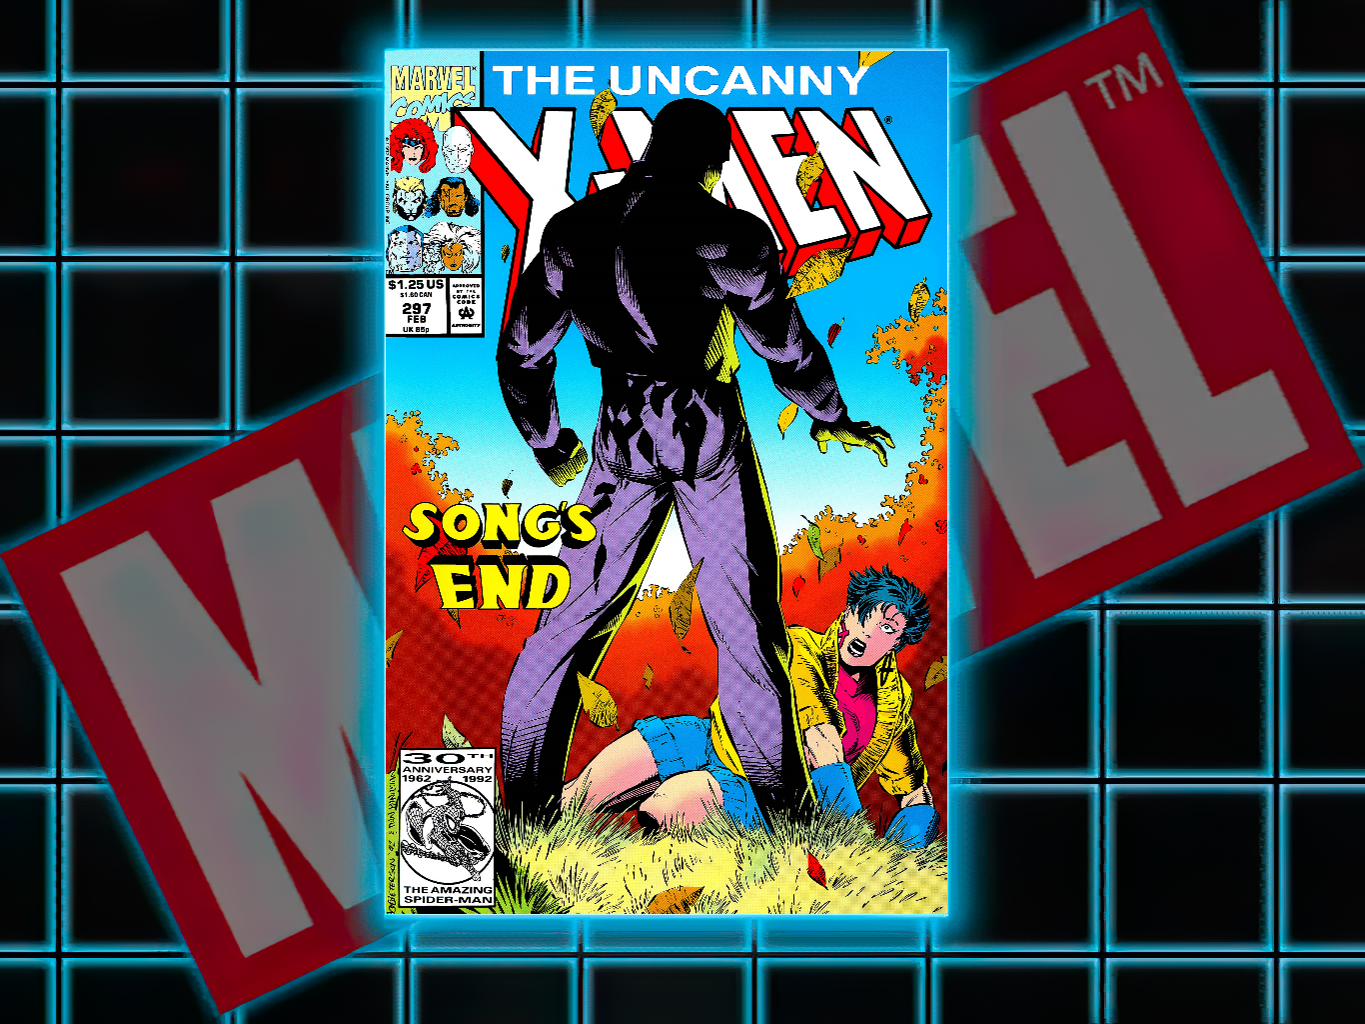 MARVEL
COMICS
THE UNCANNY
X-MEN
$1.25 US
$1.60 CAN
297
FEB
UK 85p
APPROVED
BY THE
COMICS
CODE
AUTHORITY
SONG'S
END
30TH
ANNIVERSARY
1962 1992
THE AMAZING
SPIDER-MAN
M EL
TM